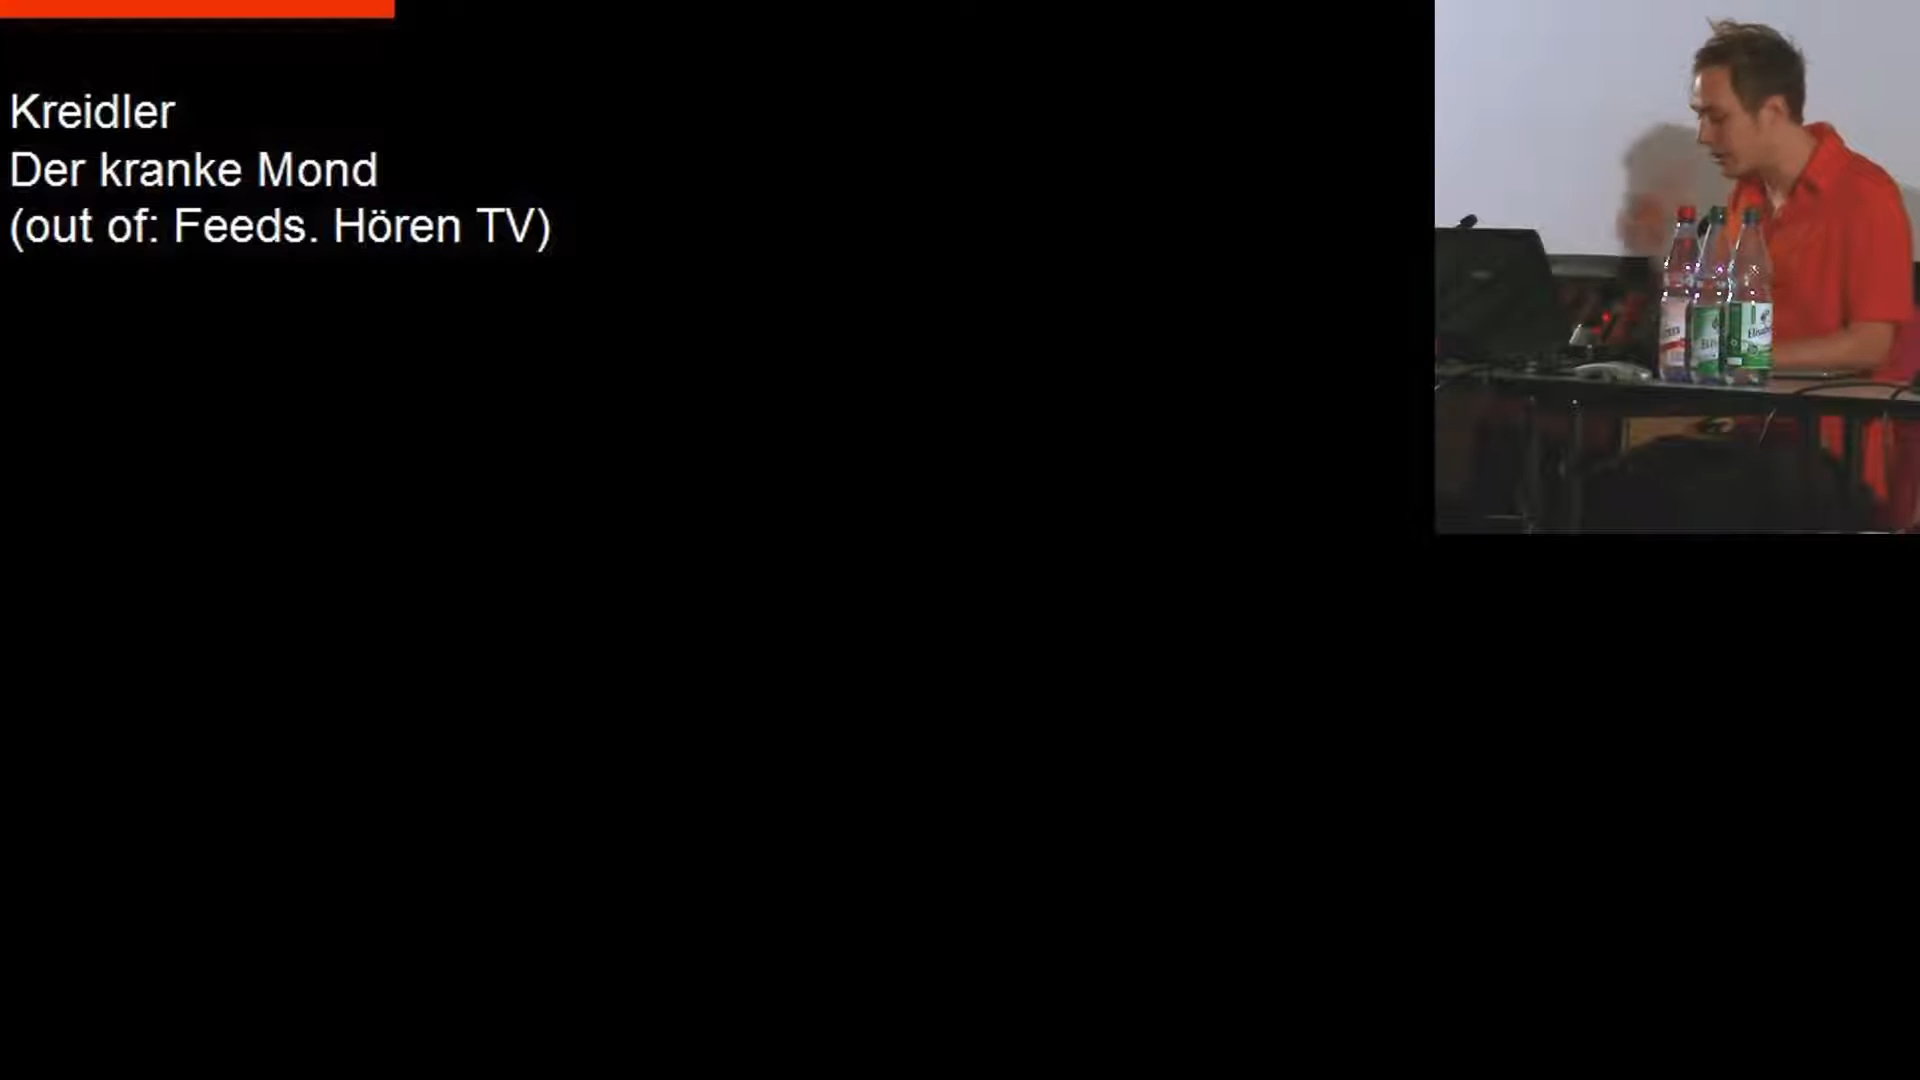 Kreidler
Der kranke Mond
(out of: Feeds. Hören TV)